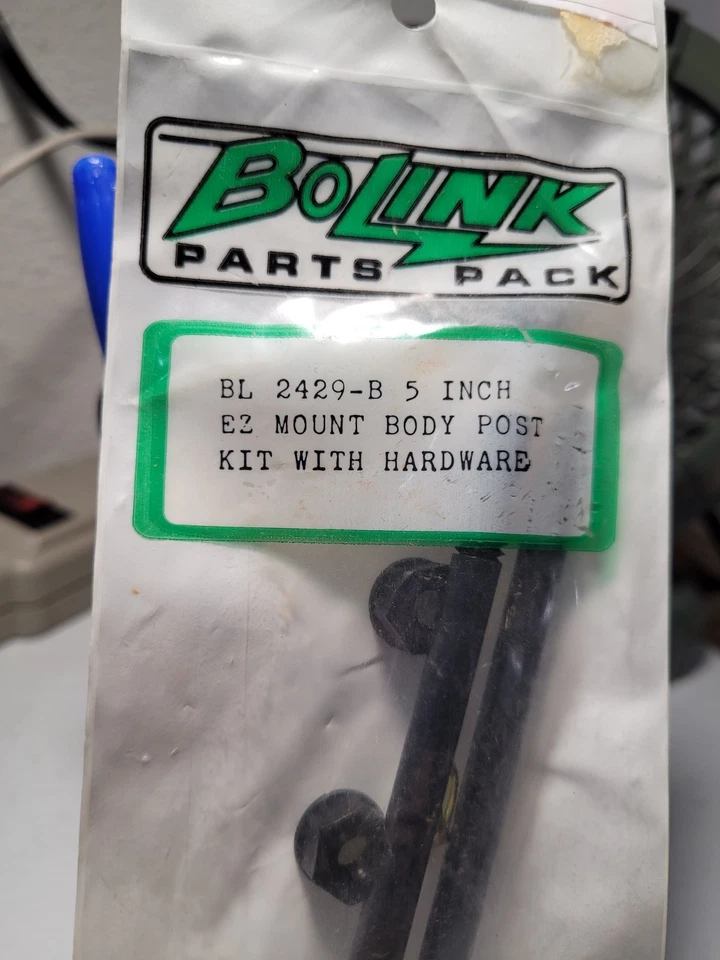 BOLINK
PARTS PACK
BL 2429-B 5 INCH
EZ MOUNT BODY POST
KIT WITH HARDWARE